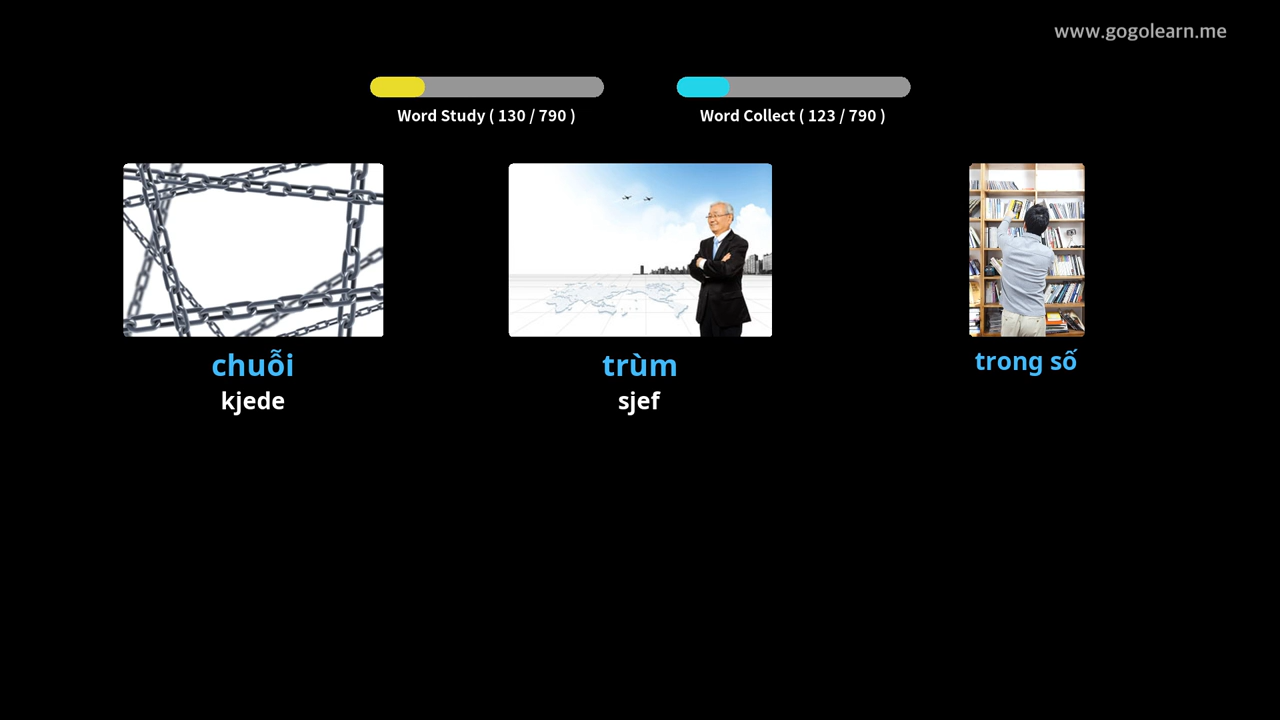 www.gogolearn.me
Word Study ( 130 / 790 )
Word Collect ( 123 / 790 )
chuỗi
kjede
trùm
sjef
trong số